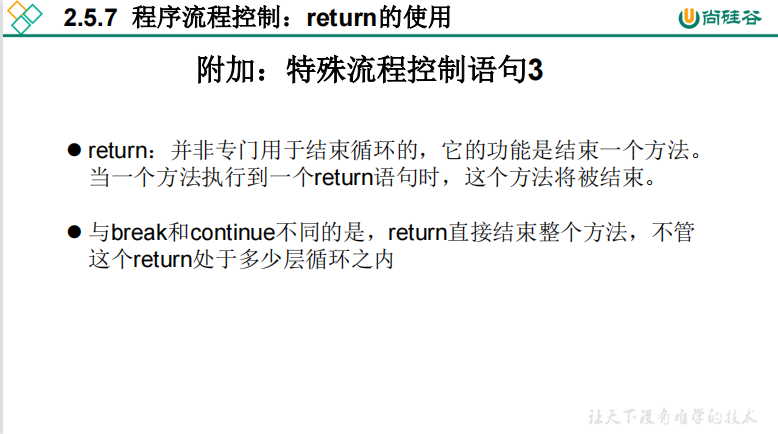 2.5.7 程序流程控制：return的使用
尚硅谷
附加：特殊流程控制语句3
●return：并非专门用于结束循环的，它的功能是结束一个方法。
当一个方法执行到一个return语句时，这个方法将被结束。
●与break和continue不同的是，return直接结束整个方法，不管
这个return处于多少层循环之内
让天下没有难学的技术